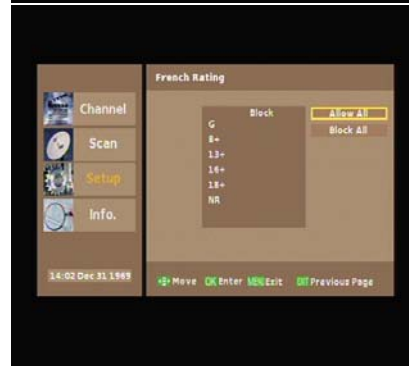 French Rating
Channel
Scan
Setup
Info.
Block
G
8+
13+
16+
18+
NR
Allow All
Block All
14:02 Dec 31 1969
Move OK Enter MENU Exit EXIT Previous Page